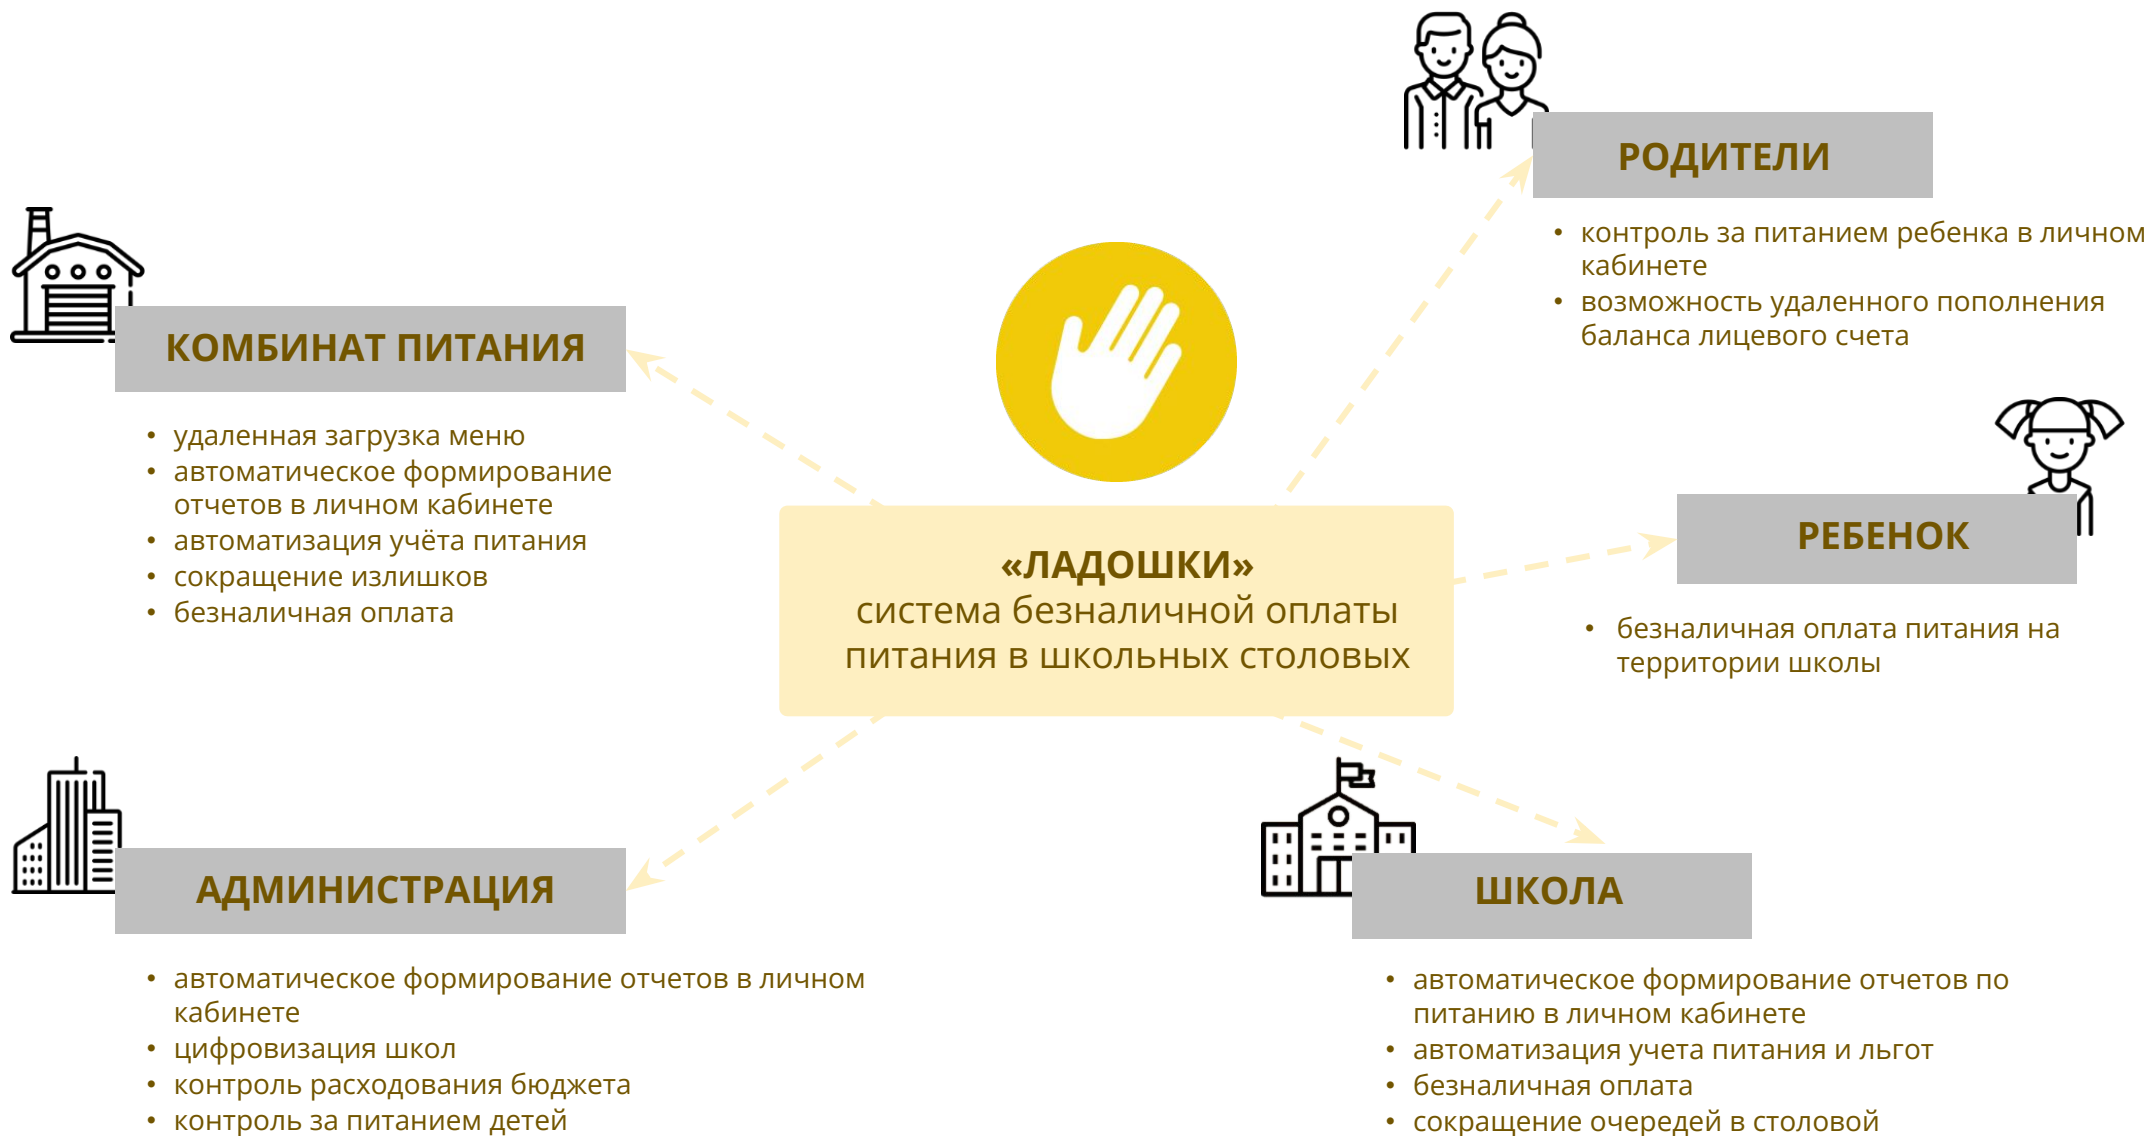 РОДИТЕЛИ
• контроль за питанием ребенка в личном
кабинете
• возможность удаленного пополнения
баланса лицевого счета
КОМБИНАТ ПИТАНИЯ
• удаленная загрузка меню
• автоматическое формирование
отчетов в личном кабинете
• автоматизация учёта питания
• сокращение излишков
• безналичная оплата
«ЛАДОШКИ»
система безналичной оплаты
питания в школьных столовых
РЕБЕНОК
• безналичная оплата питания на
территории школы
АДМИНИСТРАЦИЯ
• автоматическое формирование отчетов в личном
кабинете
• цифровизация школ
• контроль расходования бюджета
• контроль за питанием детей
ШКОЛА
• автоматическое формирование отчетов по
питанию в личном кабинете
• автоматизация учета питания и льгот
• безналичная оплата
• сокращение очередей в столовой